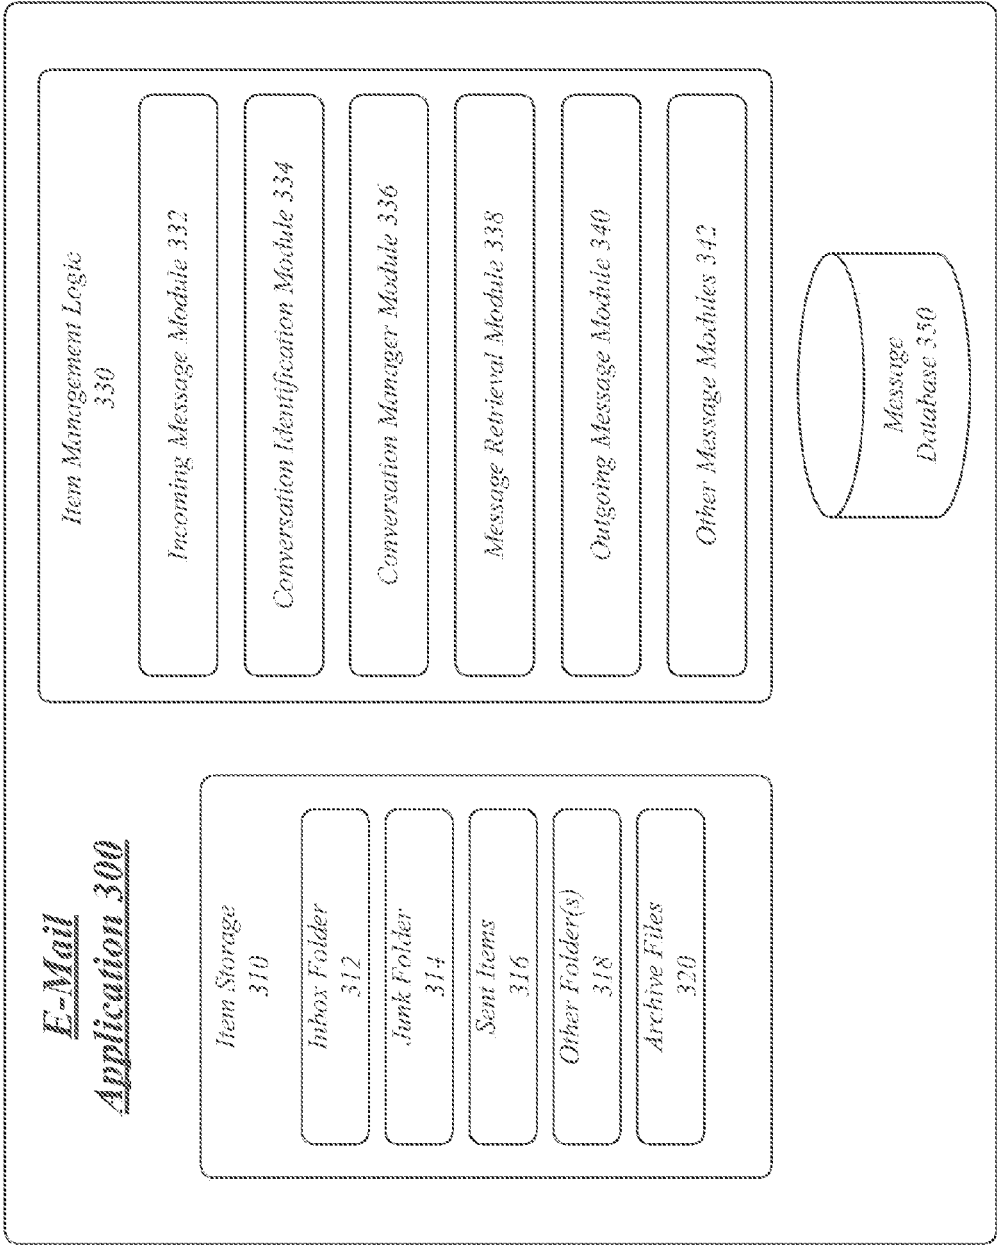 E-Mail
Application 300
Item Storage
310
Inbox Folder
312
Junk Folder
314
Sent Items
316
Other Folder(s)
318
Archive Files
320
Item Management Logic
330
Incoming Message Module 332
Conversation Identification Module 334
Conversation Manager Module 336
Message Retrieval Module 338
Outgoing Message Module 340
Other Message Modules 342
Message
Database 350